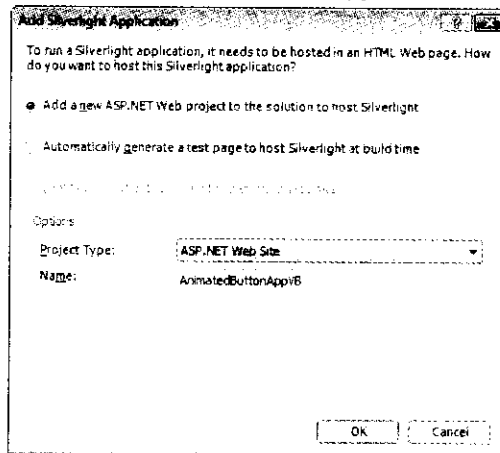 Add Silverlight Application
To run a Silverlight application, it needs to be hosted in an HTML Web page. How
do you want to host this Silverlight application?
Add a new ASP.NET Web project to the solution to host Silverlight
Automatically generate a test page to host Silverlight at build time
Options
Project Type:
ASP.NET Web Site
Name:
AnimatedButtonAppVB
OK
Cancel